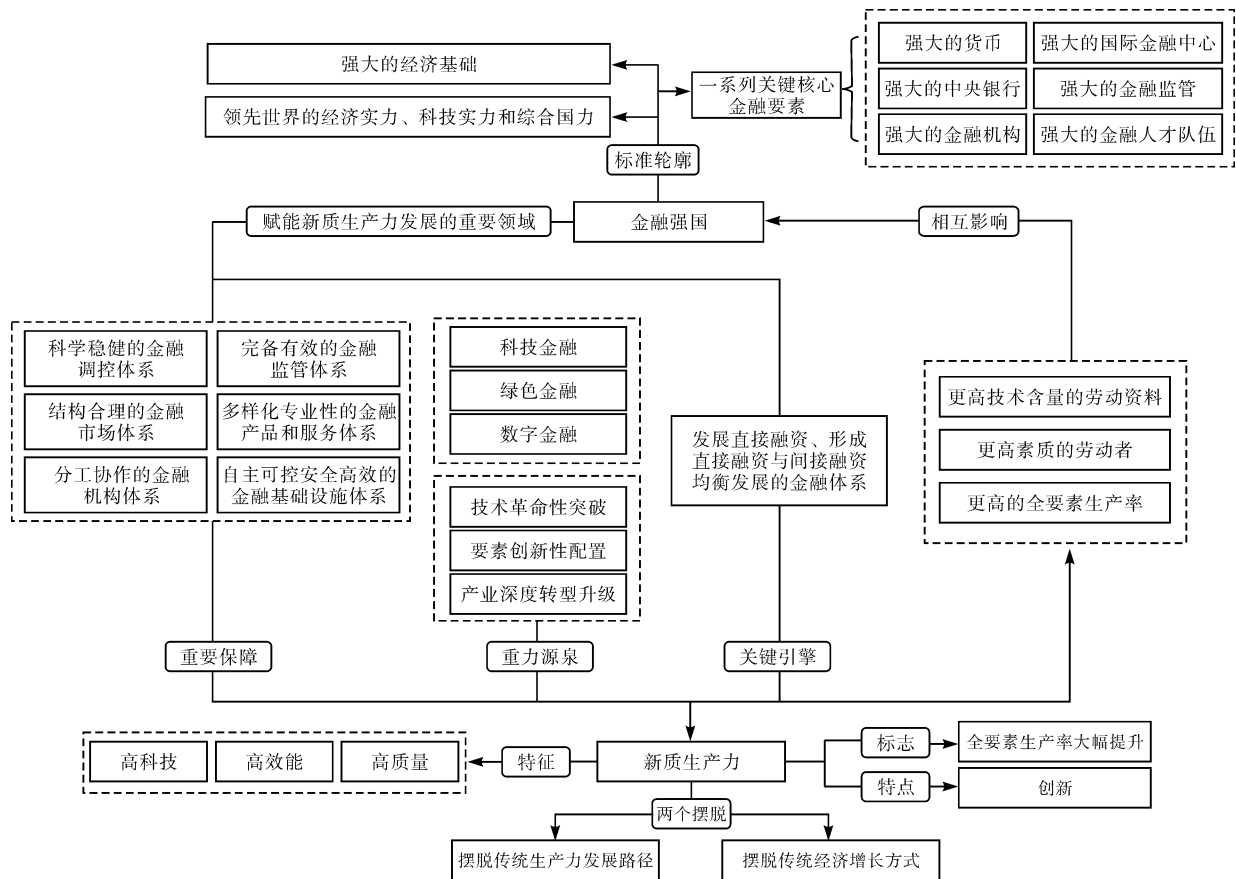 强大的经济基础
领先世界的经济实力、科技实力和综合国力
一系列关键核心
金融要素
强大的货币
强大的国际金融中心
强大的中央银行
强大的金融监管
强大的金融机构
强大的金融人才队伍
标准轮廓
赋能新质生产力发展的重要领域
金融强国
相互影响
科学稳健的金融
调控体系
完备有效的金融
监管体系
结构合理的金融
市场体系
多样化专业性的金融
产品和服务体系
分工协作的金融
机构体系
自主可控安全高效的
金融基础设施体系
科技金融
绿色金融
数字金融
技术革命性突破
要素创新性配置
产业深度转型升级
发展直接融资、形成
直接融资与间接融资
均衡发展的金融体系
更高技术含量的劳动资料
更高素质的劳动者
更高的全要素生产率
重要保障
重力源泉
关键引擎
高科技
高效能
高质量
特征
新质生产力
标志
全要素生产率大幅提升
特点
创新
两个摆脱
摆脱传统生产力发展路径
摆脱传统经济增长方式